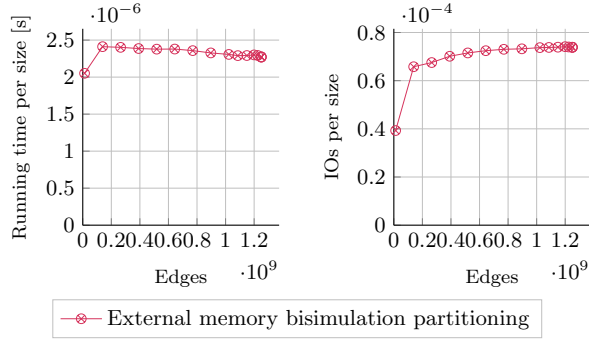 ·10⁻⁶
Running time per size [s]
2.5
2
1.5
1
0.5
0
0 0.2 0.4 0.6 0.8 1 1.2
Edges
·10⁹
·10⁻⁴
IOs per size
0.8
0.6
0.4
0.2
0
0 0.2 0.4 0.6 0.8 1 1.2
Edges
·10⁹
External memory bisimulation partitioning